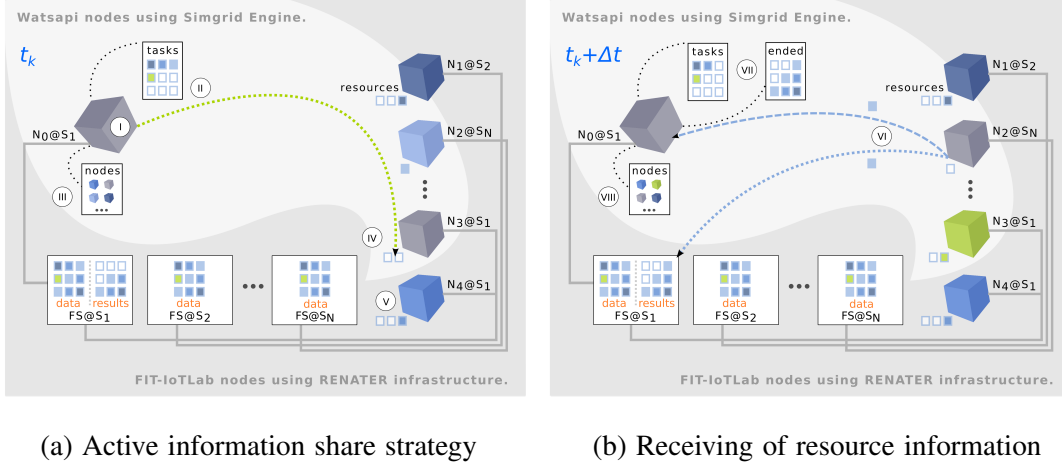 Watsapi nodes using Simgrid Engine.
tk
tasks
II
resources
N1@S2
I
N0@S1
N2@SN
III
nodes
...
IV
N3@S1
V
N4@S1
data
results
FS@S1
data
FS@S2
...
data
FS@SN
FIT-IoTLab nodes using RENATER infrastructure.
(a) Active information share strategy
Watsapi nodes using Simgrid Engine.
tk+Δt
tasks
VII
ended
resources
N1@S2
N0@S1
VI
N2@SN
VIII
nodes
...
N3@S1
N4@S1
data
results
FS@S1
data
FS@S2
...
data
FS@SN
FIT-IoTLab nodes using RENATER infrastructure.
(b) Receiving of resource information